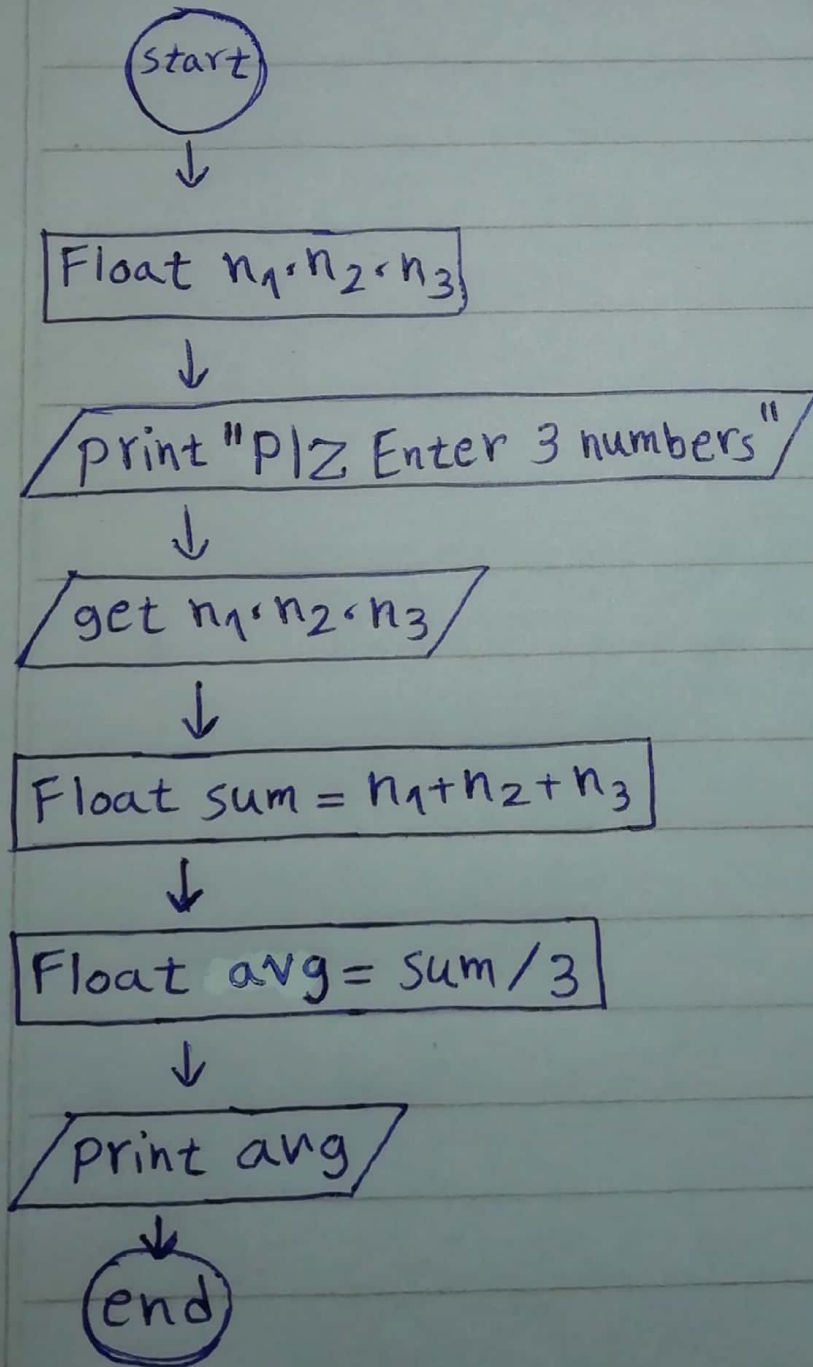 start
Float n1،n2،n3
print "Plz Enter 3 numbers"
get n1،n2،n3
Float sum = n1+n2+n3
Float avg = sum/3
print avg
end